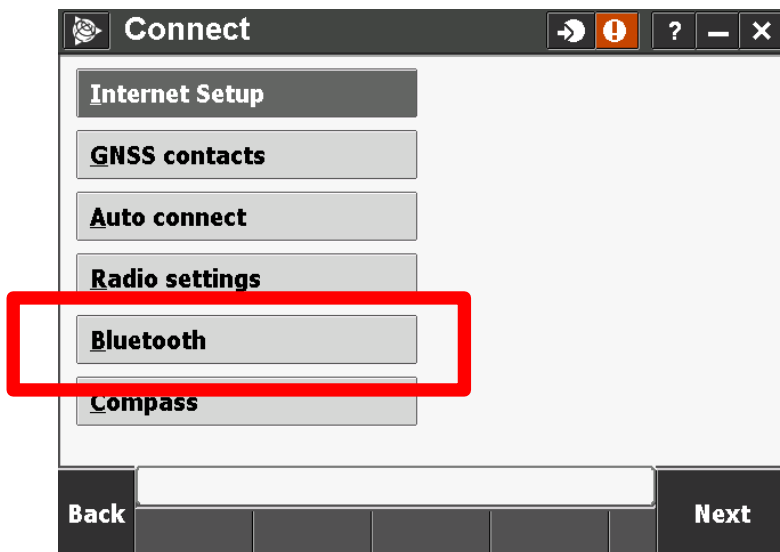 Connect
?
Internet Setup
GNSS contacts
Auto connect
Radio settings
Bluetooth
Compass
Back
Next